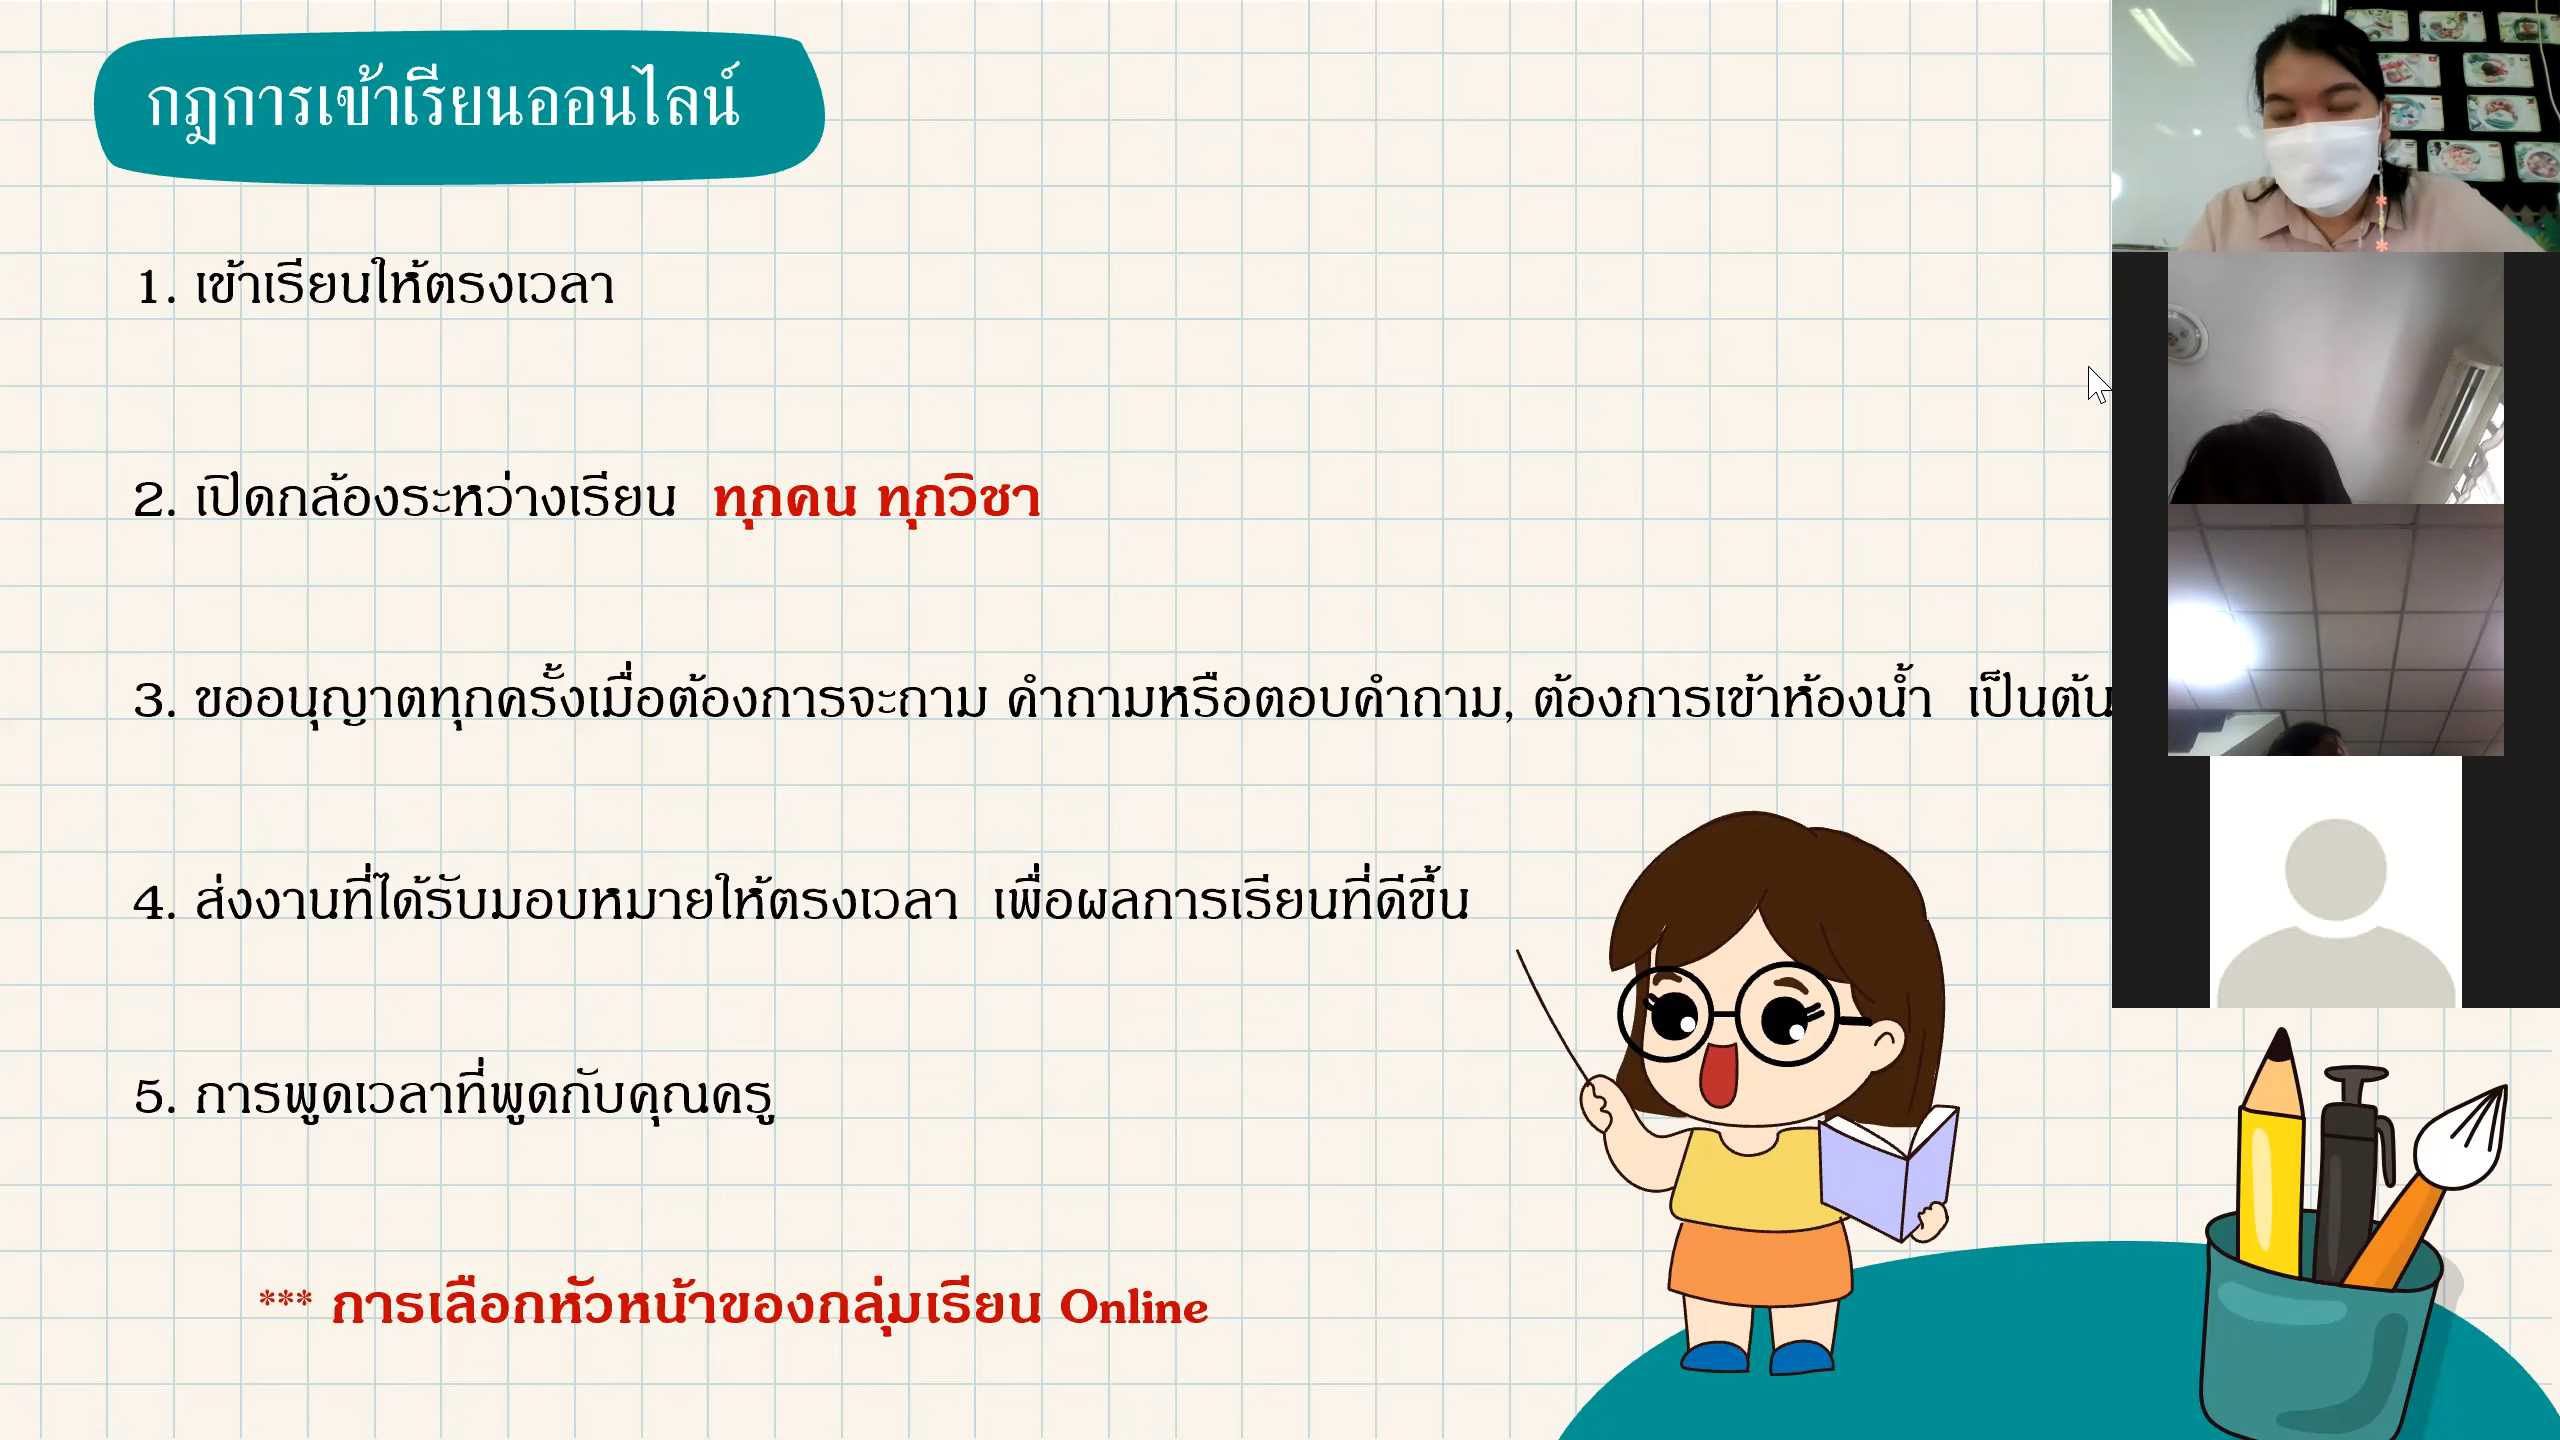 กฎการเข้าเรียนออนไลน์
1. เข้าเรียนให้ตรงเวลา
2. เปิดกล้องระหว่างเรียน ทุกคน ทุกวิชา
3. ขออนุญาตทุกครั้งเมื่อต้องการจะถาม คำถามหรือตอบคำถาม, ต้องการเข้าห้องน้ำ เป็นต้น
4. ส่งงานที่ได้รับมอบหมายให้ตรงเวลา เพื่อผลการเรียนที่ดีขึ้น
5. การพูดเวลาที่พูดกับคุณครู
*** การเลือกหัวหน้าของกลุ่มเรียน Online